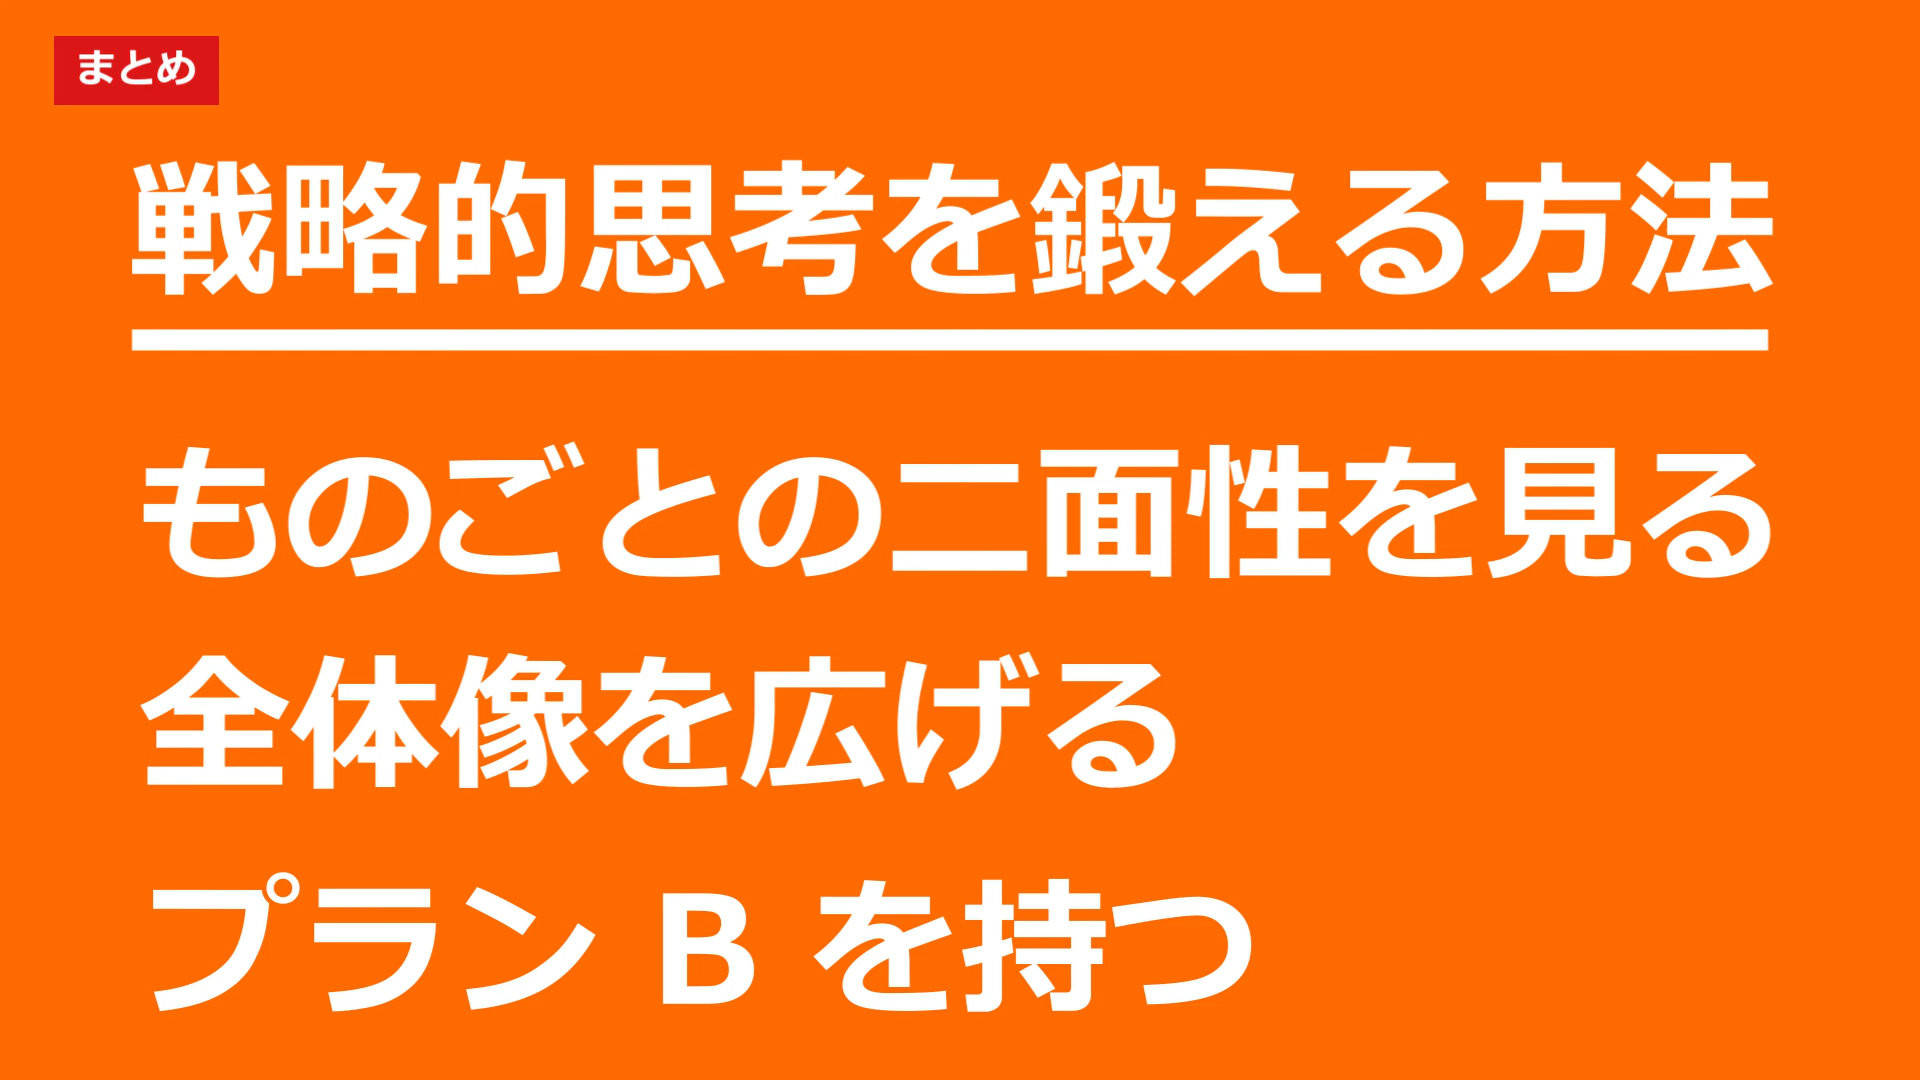 まとめ
戦略的思考を鍛える方法
ものごとの二面性を見る
全体像を広げる
プラン B を持つ